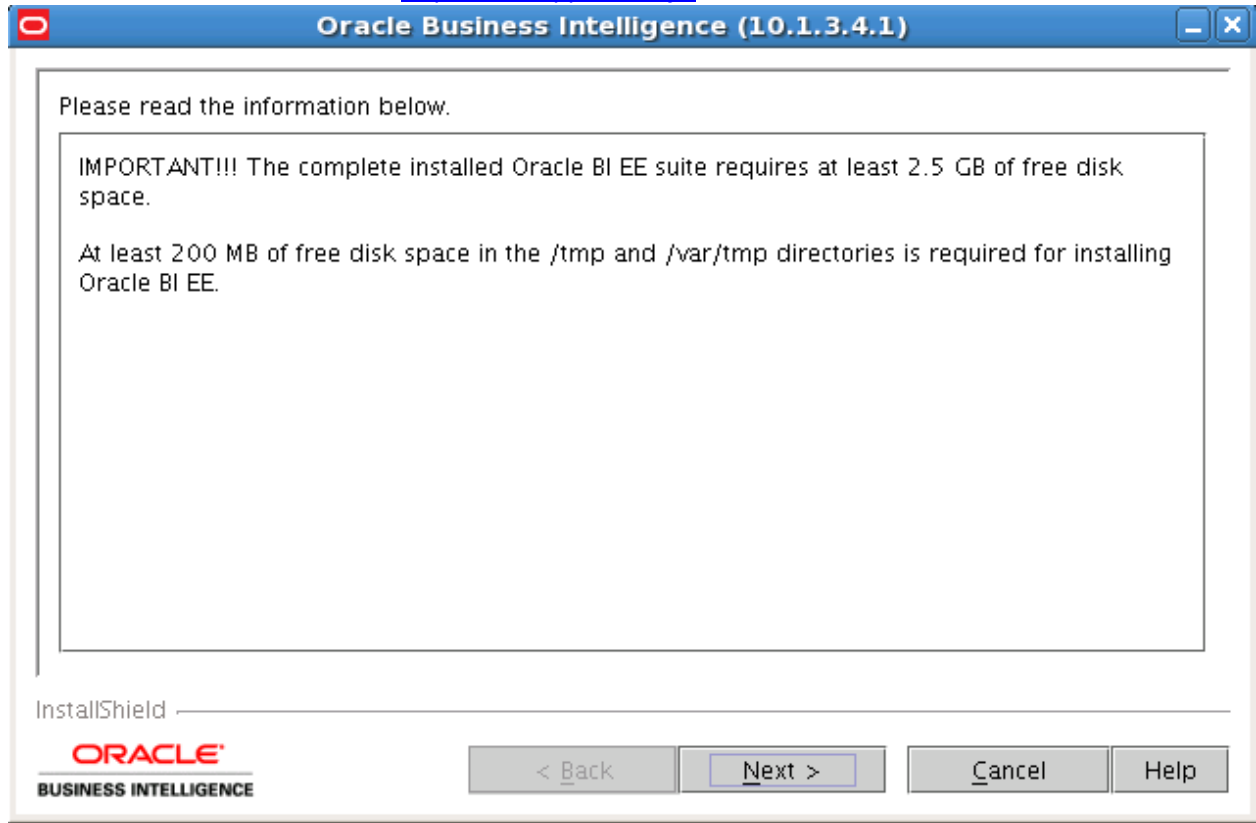 Oracle Business Intelligence (10.1.3.4.1)
Please read the information below.
IMPORTANT!!! The complete installed Oracle BI EE suite requires at least 2.5 GB of free disk
space.
At least 200 MB of free disk space in the /tmp and /var/tmp directories is required for installing
Oracle BI EE.
InstallShield
ORACLE
BUSINESS INTELLIGENCE
< Back
Next >
Cancel
Help